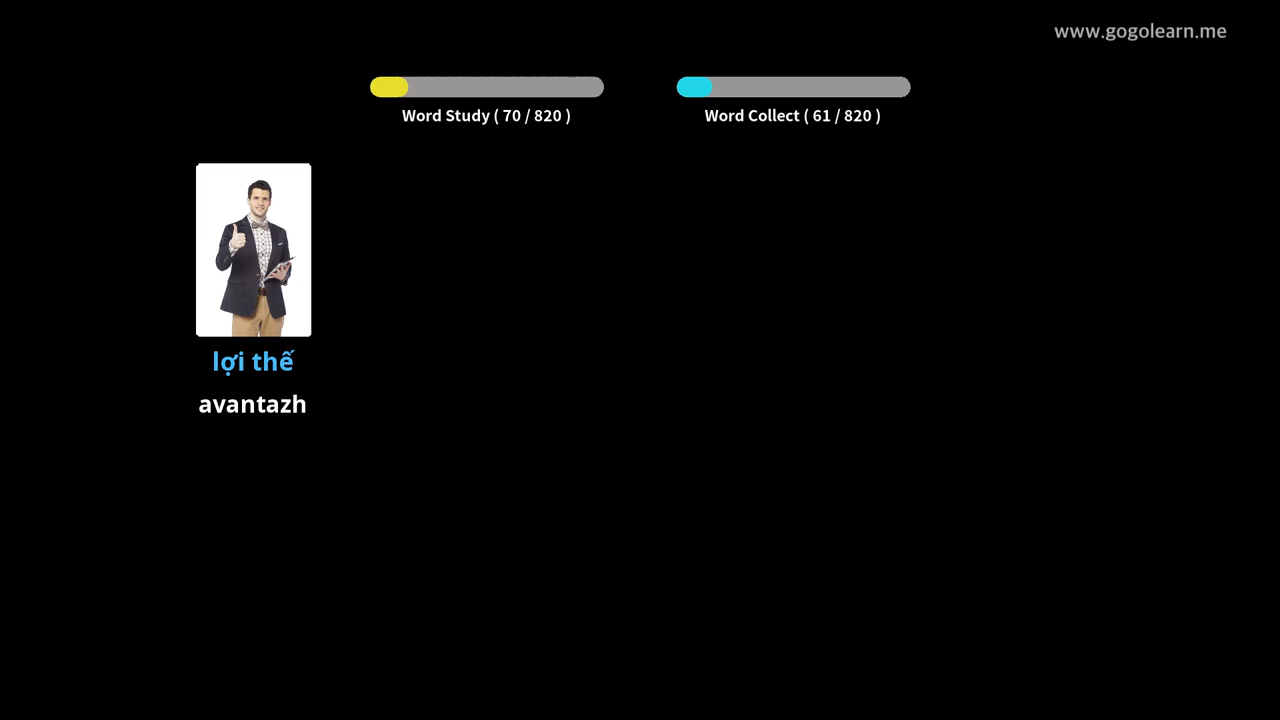 www.gogolearn.me
Word Study ( 70 / 820 )
Word Collect ( 61 / 820 )
lợi thế
avantazh